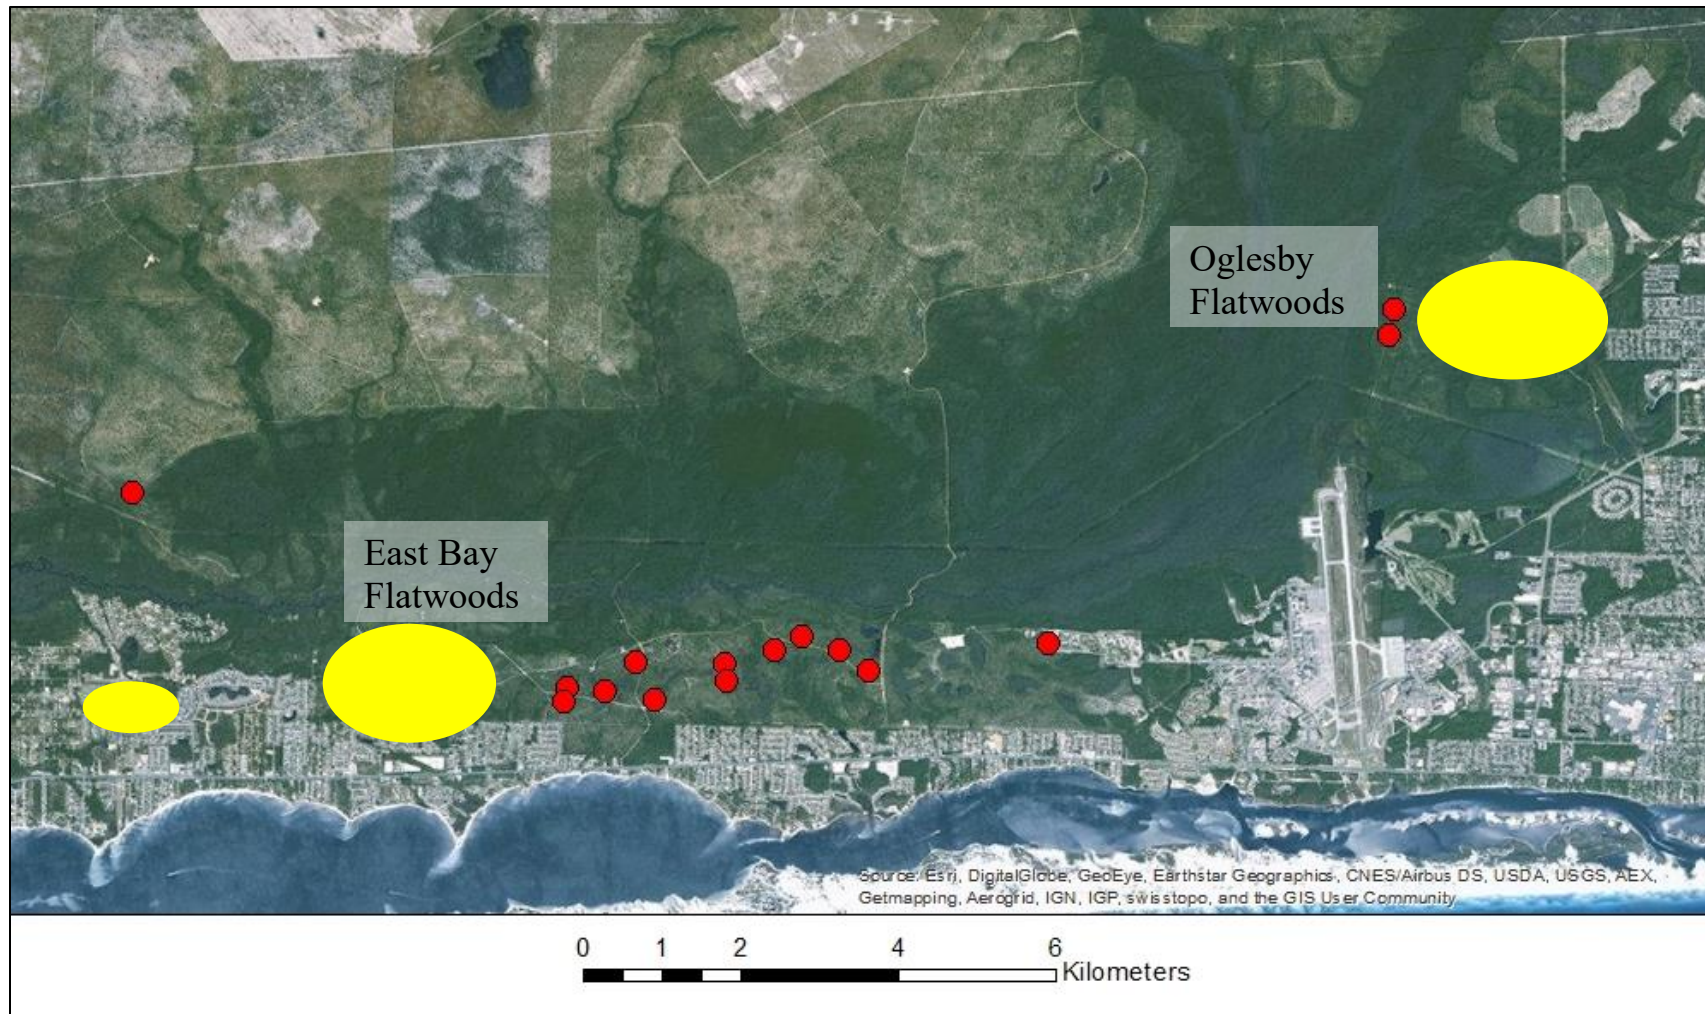 Oglesby
Flatwoods
East Bay
Flatwoods
Source: Esri, DigitalGlobe, GeoEye, Earthstar Geographics, CNES/Airbus DS, USDA, USGS, AEX,
Getmapping, Aerogrid, IGN, IGP, swisstopo, and the GIS User Community
0 1 2 4 6
Kilometers